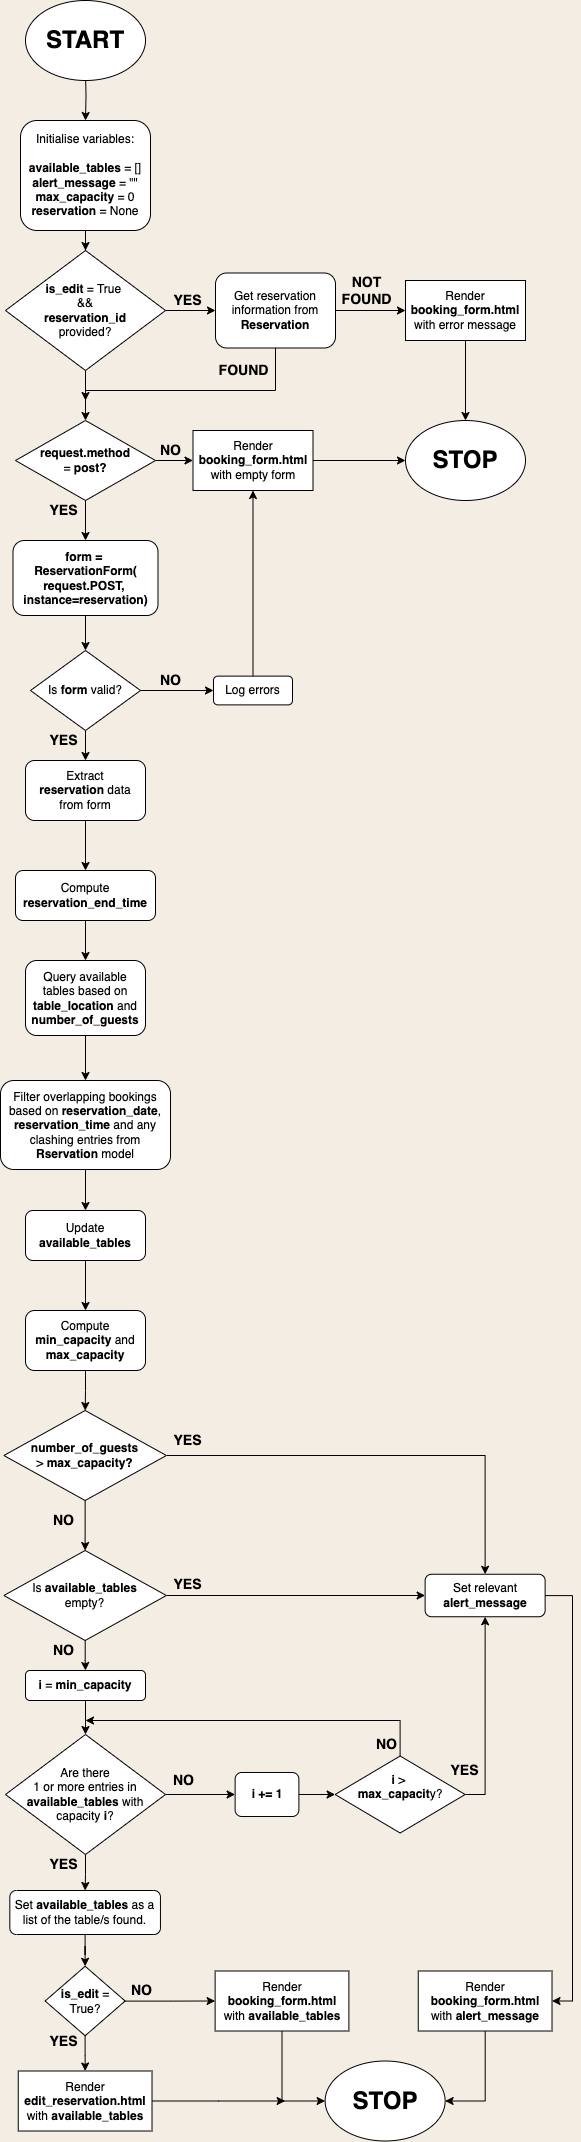 START
Initialise variables:
available_tables = []
alert_message = ""
max_capacity = 0
reservation = None
is_edit = True
&&
reservation_id
provided?
YES
Get reservation
information from
Reservation
NOT
FOUND
Render
booking_form.html
with error message
FOUND
request.method
= post?
NO
Render
booking_form.html
with empty form
STOP
YES
form =
ReservationForm(
request.POST,
instance=reservation)
Is form valid?
NO
Log errors
YES
Extract
reservation data
from form
Compute
reservation_end_time
Query available
tables based on
table_location and
number_of_guests
Filter overlapping bookings
based on reservation_date,
reservation_time and any
clashing entries from
Rservation model
Update
available_tables
Compute
min_capacity and
max_capacity
number_of_guests
> max_capacity?
YES
NO
Is available_tables
empty?
YES
Set relevant
alert_message
NO
i = min_capacity
Are there
1 or more entries in
available_tables with
capacity i?
NO
i += 1
NO
i >
max_capacity?
YES
YES
Set available_tables as a
list of the table/s found.
is_edit =
True?
NO
Render
booking_form.html
with available_tables
Render
booking_form.html
with alert_message
YES
Render
edit_reservation.html
with available_tables
STOP